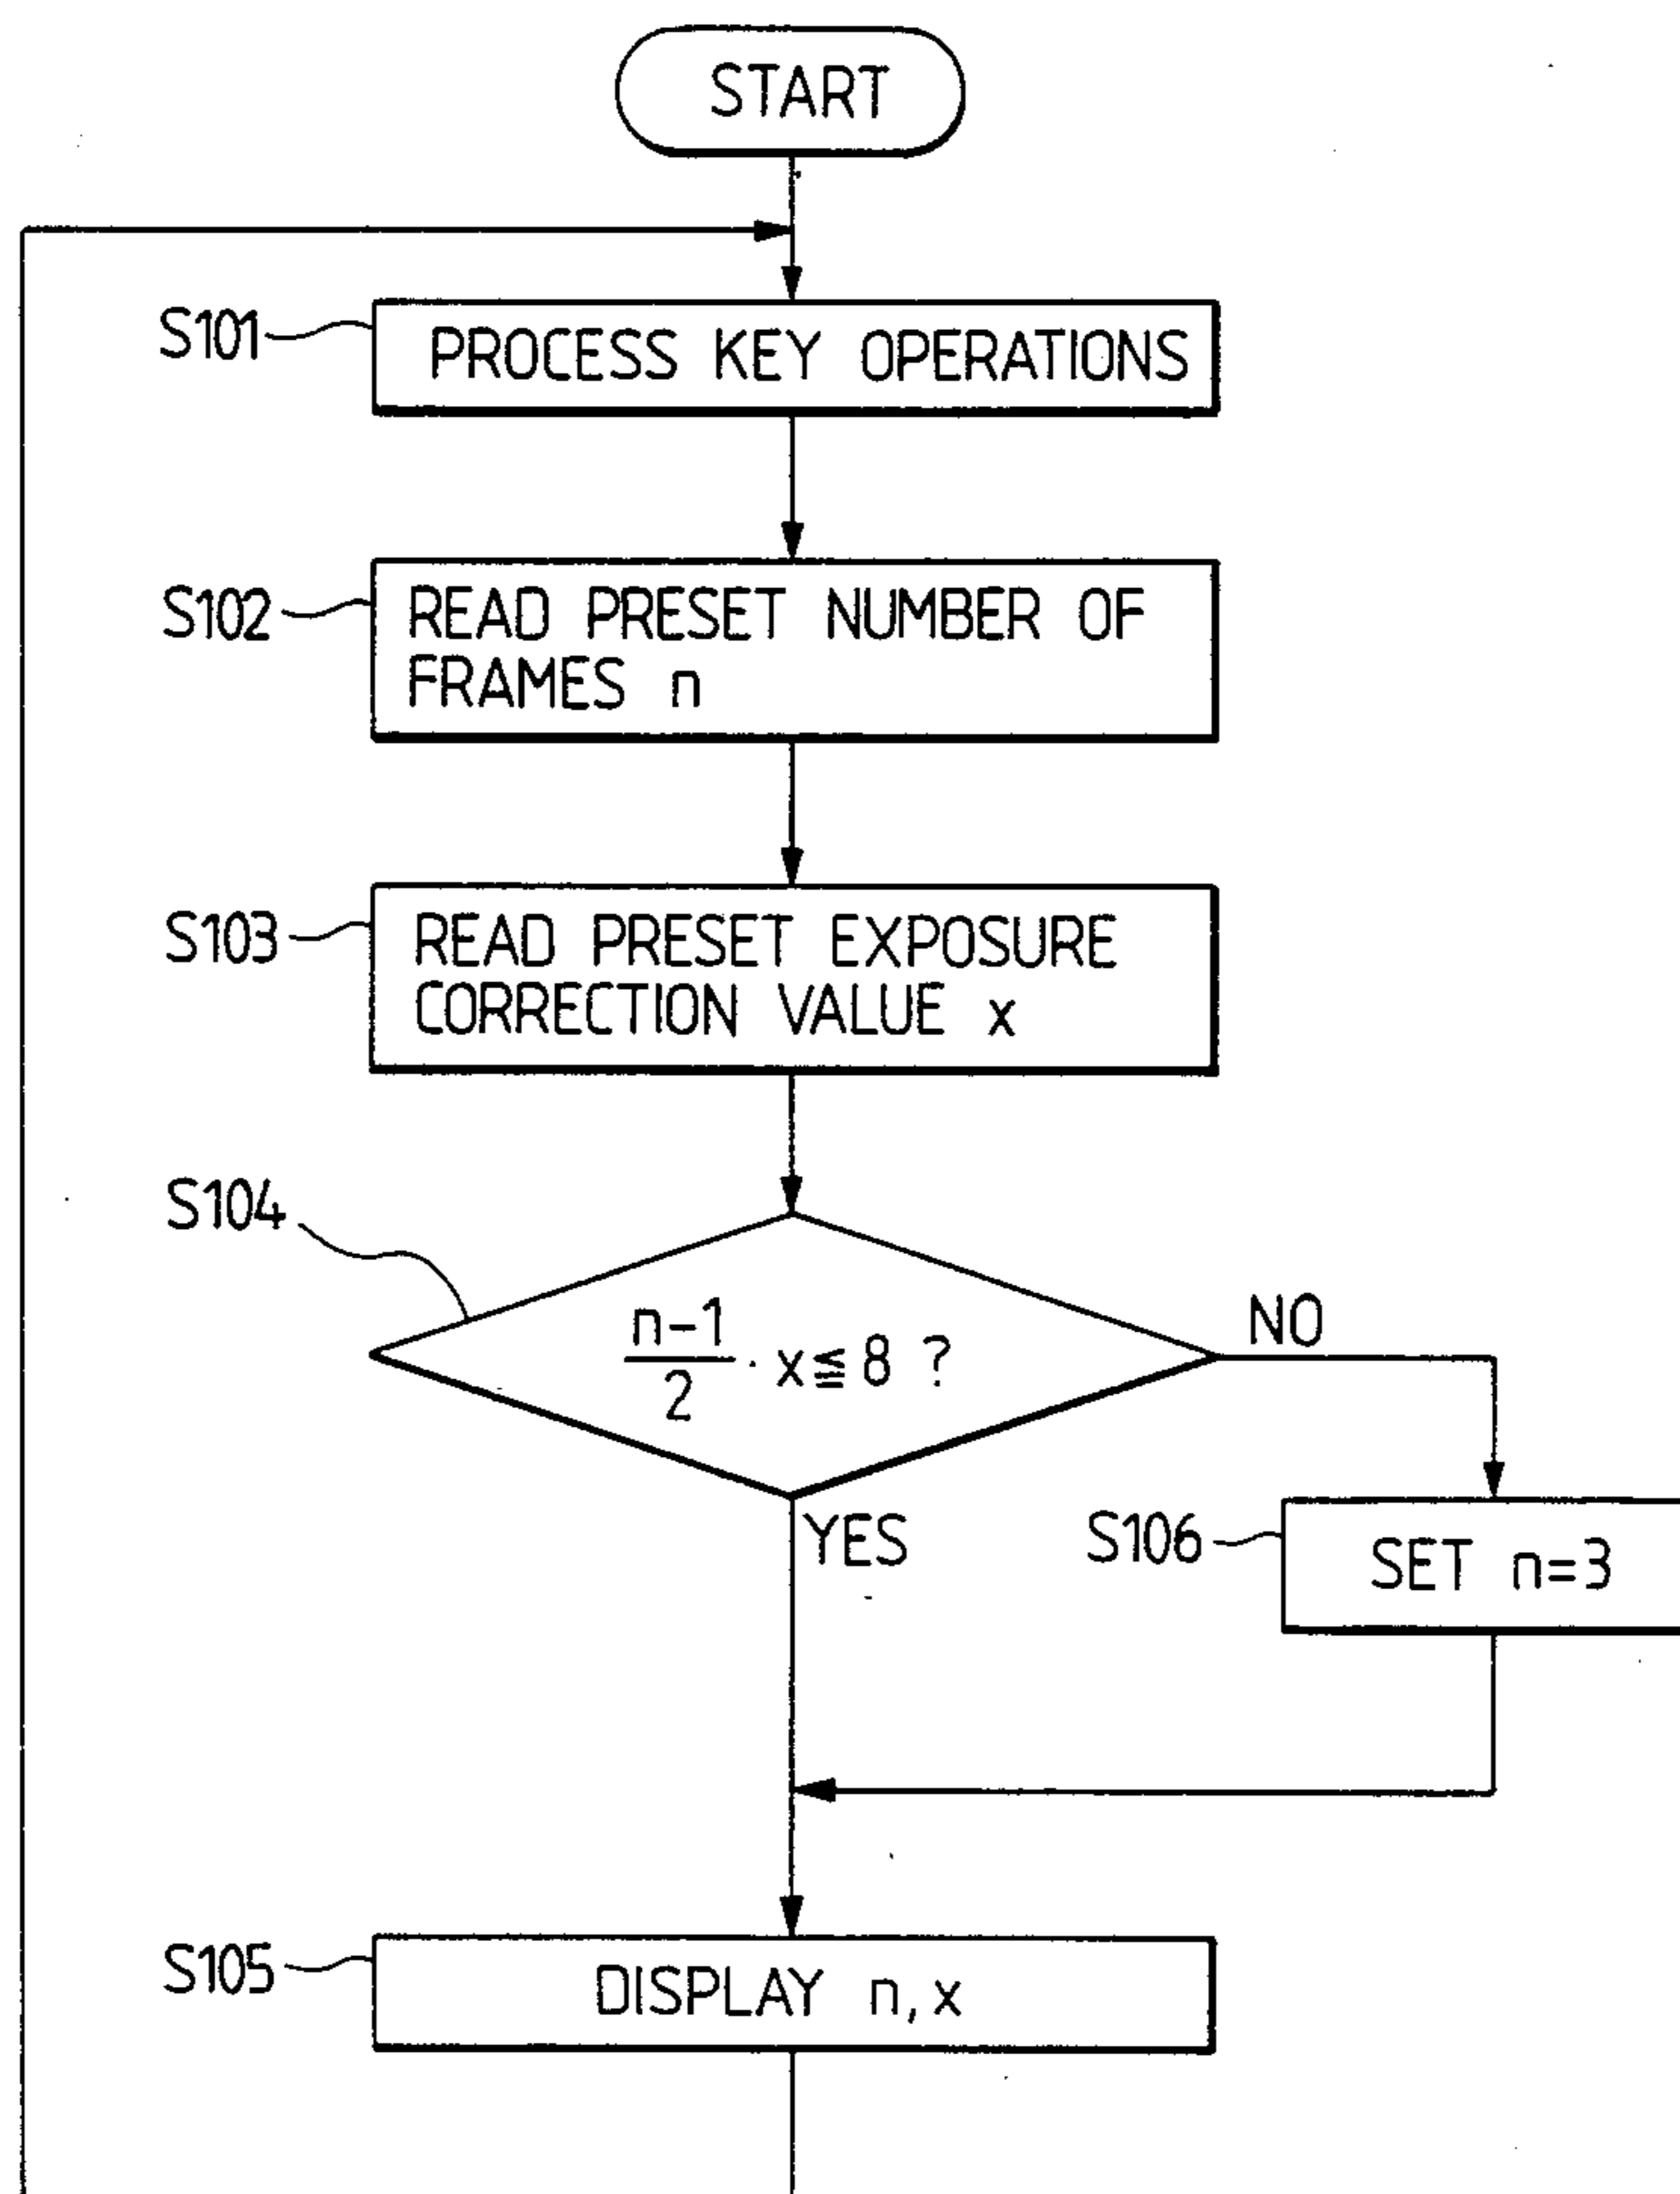 START
S101
PROCESS KEY OPERATIONS
S102
READ PRESET NUMBER OF
FRAMES n
S103
READ PRESET EXPOSURE
CORRECTION VALUE x
S104
n-1
2
· x≦8 ?
NO
YES
S106
SET n=3
S105
DISPLAY n,x